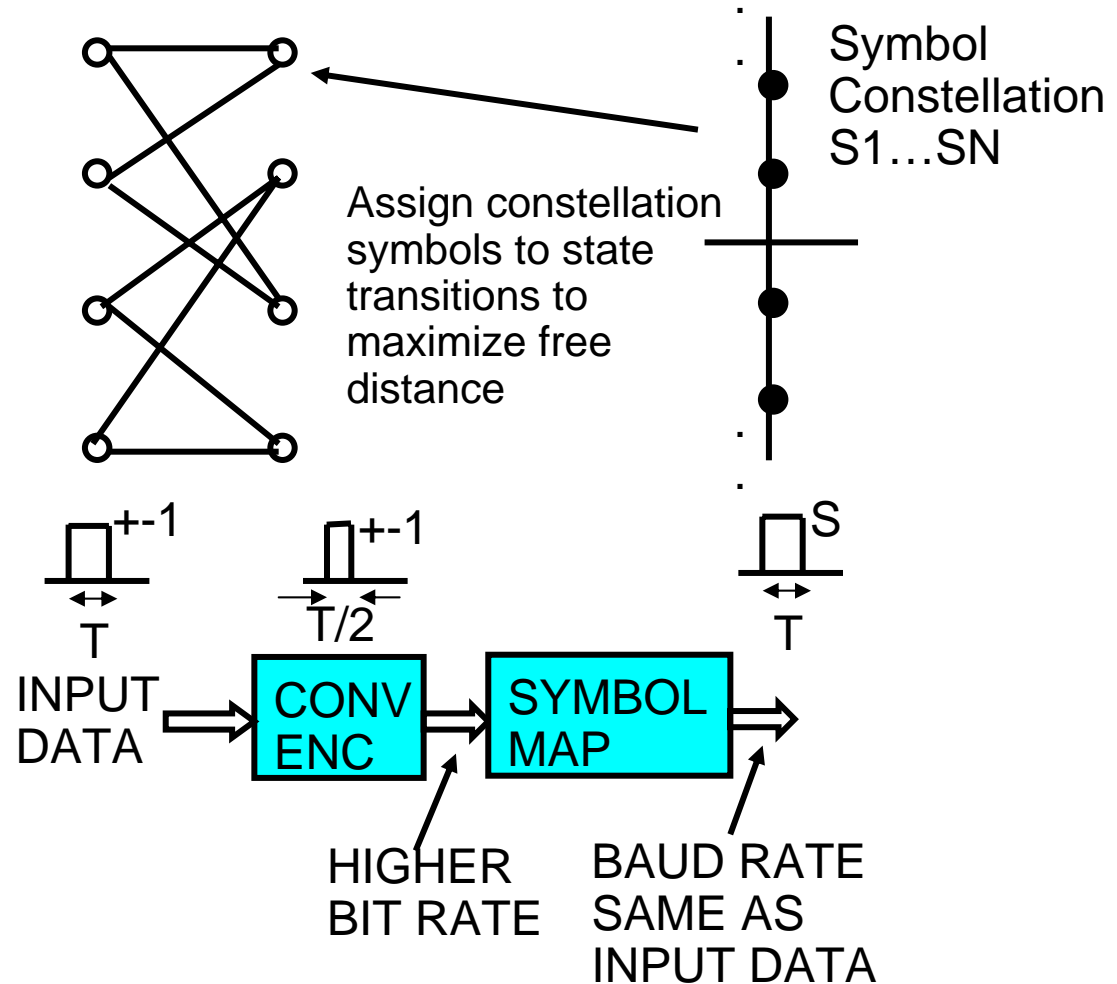 Symbol
Constellation
S1...SN
Assign constellation
symbols to state
transitions to
maximize free
distance
+-1
+-1
S
T
T/2
T
INPUT
DATA
CONV
ENC
SYMBOL
MAP
HIGHER
BIT RATE
BAUD RATE
SAME AS
INPUT DATA